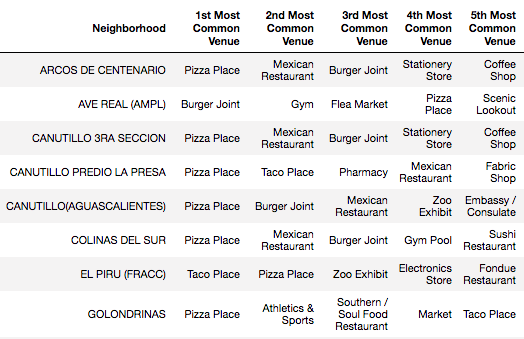 Neighborhood 1st Most Common Venue 2nd Most Common Venue 3rd Most Common Venue 4th Most Common Venue 5th Most Common Venue
ARCOS DE CENTENARIO Pizza Place Mexican Restaurant Burger Joint Stationery Store Coffee Shop
AVE REAL (AMPL) Burger Joint Gym Flea Market Pizza Place Scenic Lookout
CANUTILLO 3RA SECCION Pizza Place Mexican Restaurant Burger Joint Stationery Store Coffee Shop
CANUTILLO PREDIO LA PRESA Pizza Place Taco Place Pharmacy Mexican Restaurant Fabric Shop
CANUTILLO(AGUASCALIENTES) Pizza Place Burger Joint Mexican Restaurant Zoo Exhibit Embassy / Consulate
COLINAS DEL SUR Pizza Place Mexican Restaurant Burger Joint Gym Pool Sushi Restaurant
EL PIRU (FRACC) Taco Place Pizza Place Zoo Exhibit Electronics Store Fondue Restaurant
GOLONDRINAS Pizza Place Athletics & Sports Southern / Soul Food Restaurant Market Taco Place